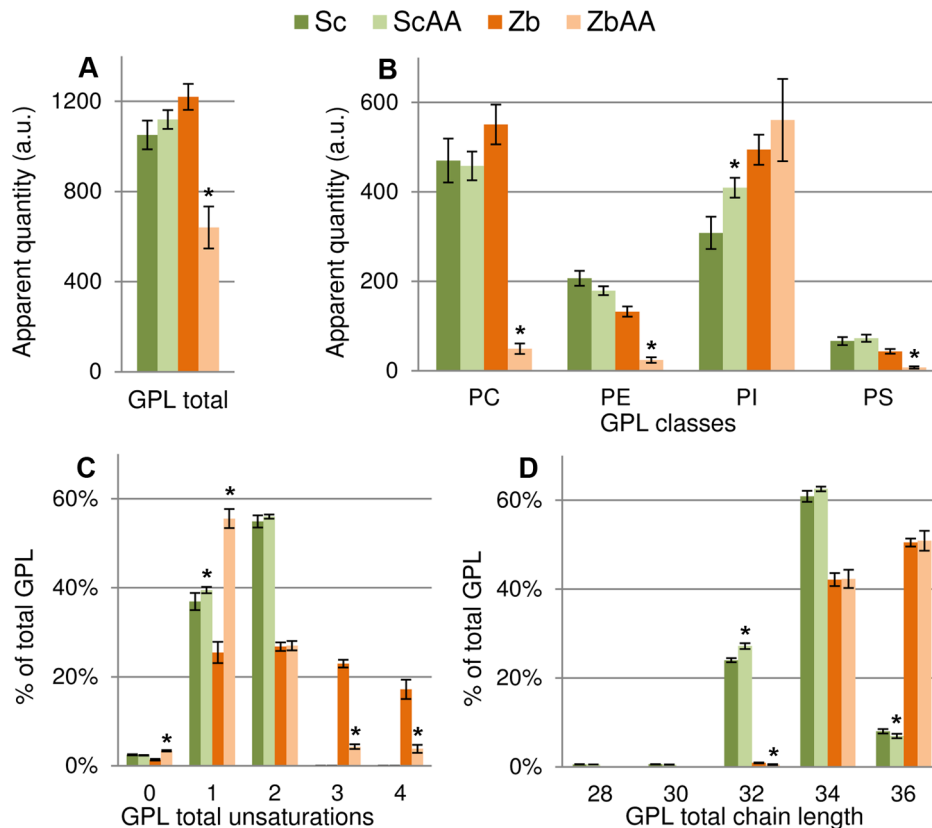 Sc ScAA Zb ZbAA
A
Apparent quantity (a.u.)
1200
900
600
400
0
*
GPL total
B
Apparent quantity (a.u.)
600
400
200
0
* * * * *
PC PE PI PS
GPL classes
C
% of total GPL
60%
40%
20%
0%
* * * * *
0 1 2 3 4
GPL total unsaturations
D
% of total GPL
60%
40%
20%
0%
* * *
28 30 32 34 36
GPL total chain length